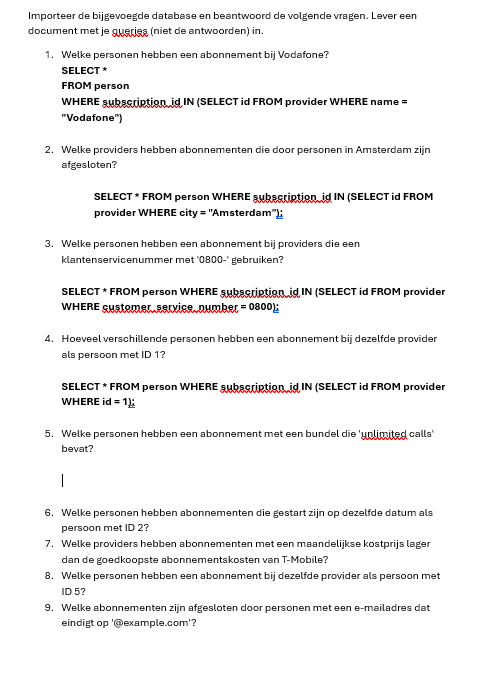 Importeer de bijgevoegde database en beantwoord de volgende vragen. Lever een
document met je queries (niet de antwoorden) in.
1. Welke personen hebben een abonnement bij Vodafone?
SELECT *
FROM person
WHERE subscription_id IN (SELECT id FROM provider WHERE name =
"Vodafone")
2. Welke providers hebben abonnementen die door personen in Amsterdam zijn
afgesloten?
SELECT * FROM person WHERE subscription_id IN (SELECT id FROM
provider WHERE city = "Amsterdam");
3. Welke personen hebben een abonnement bij providers die een
klantenservicenummer met '0800-' gebruiken?
SELECT * FROM person WHERE subscription_id IN (SELECT id FROM provider
WHERE customer_service_number = 0800);
4. Hoeveel verschillende personen hebben een abonnement bij dezelfde provider
als persoon met ID 1?
SELECT * FROM person WHERE subscription_id IN (SELECT id FROM provider
WHERE id = 1);
5. Welke personen hebben een abonnement met een bundel die 'unlimited calls'
bevat?
6. Welke personen hebben abonnementen die gestart zijn op dezelfde datum als
persoon met ID 2?
7. Welke providers hebben abonnementen met een maandelijkse kostprijs lager
dan de goedkoopste abonnementskosten van T-Mobile?
8. Welke personen hebben een abonnement bij dezelfde provider als persoon met
ID 5?
9. Welke abonnementen zijn afgesloten door personen met een e-mailadres dat
eindigt op '@example.com'?